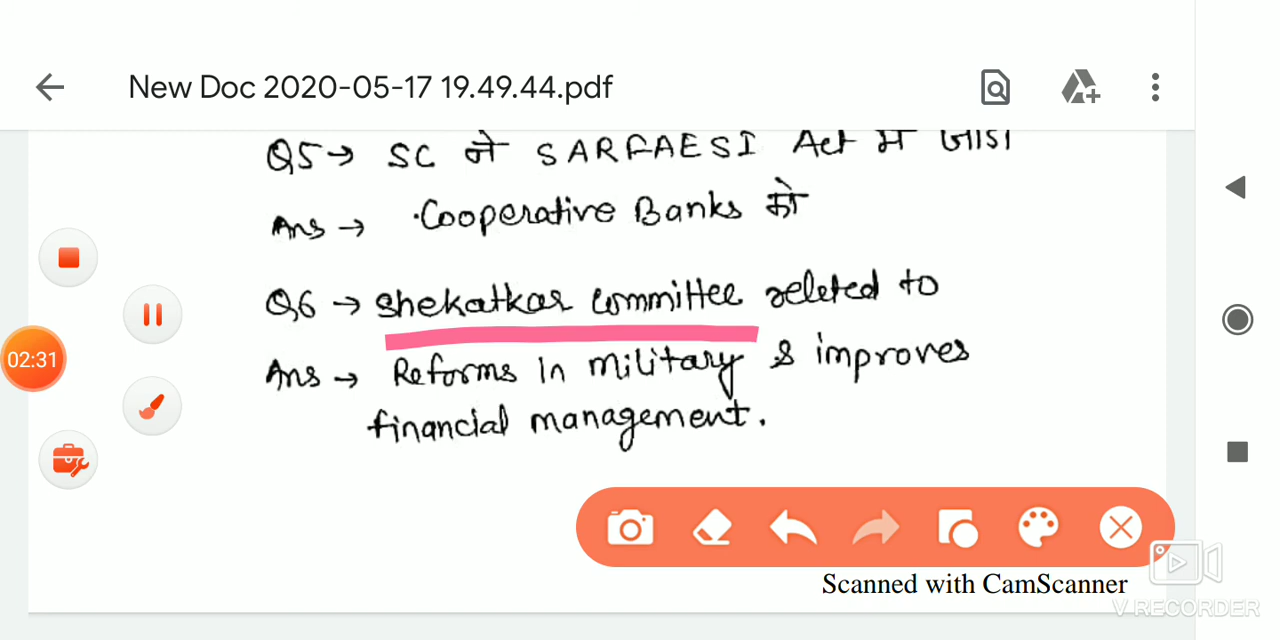 New Doc 2020-05-17 19.49.44.pdf
Q5→ SC ने SARFAESI Act में जोडा
Ans → .Cooperative Banks को
Q6 → Shekatkar Committee releted to
02:31
Ans → Reforms in military & improves
financial management.
Scanned with CamScanner
V RECORDER